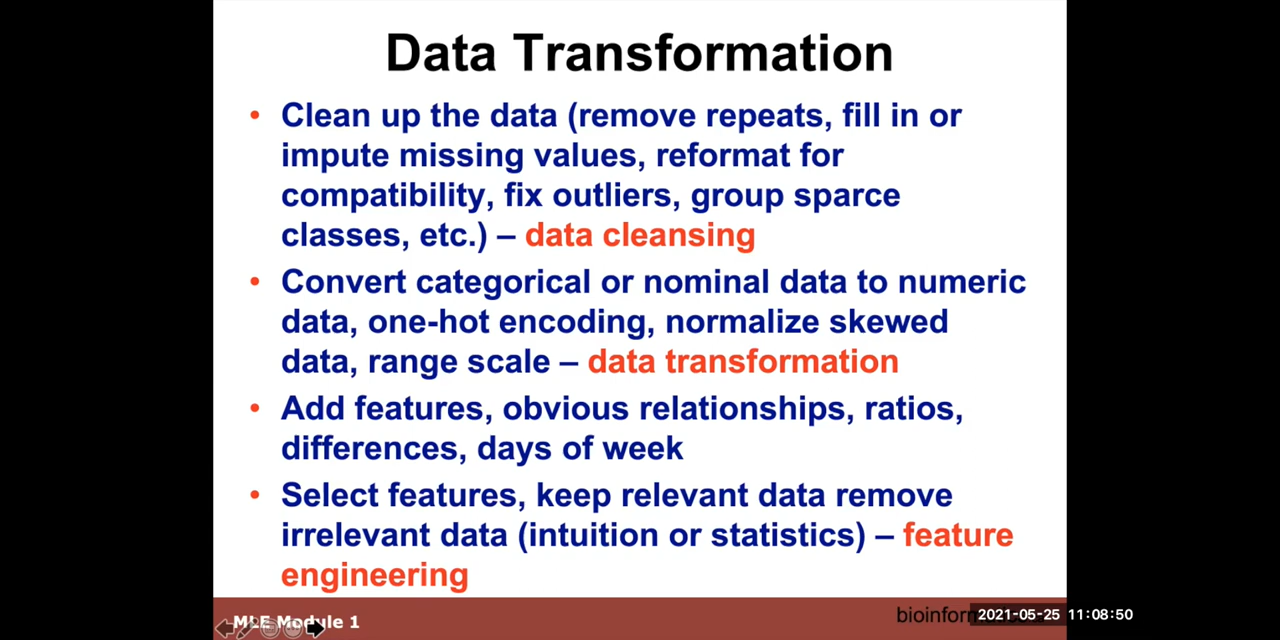 Data Transformation
• Clean up the data (remove repeats, fill in or
impute missing values, reformat for
compatibility, fix outliers, group sparce
classes, etc.) – data cleansing
• Convert categorical or nominal data to numeric
data, one-hot encoding, normalize skewed
data, range scale – data transformation
• Add features, obvious relationships, ratios,
differences, days of week
• Select features, keep relevant data remove
irrelevant data (intuition or statistics) – feature
engineering
MLE Module 1
2021-05-25 11:08:50